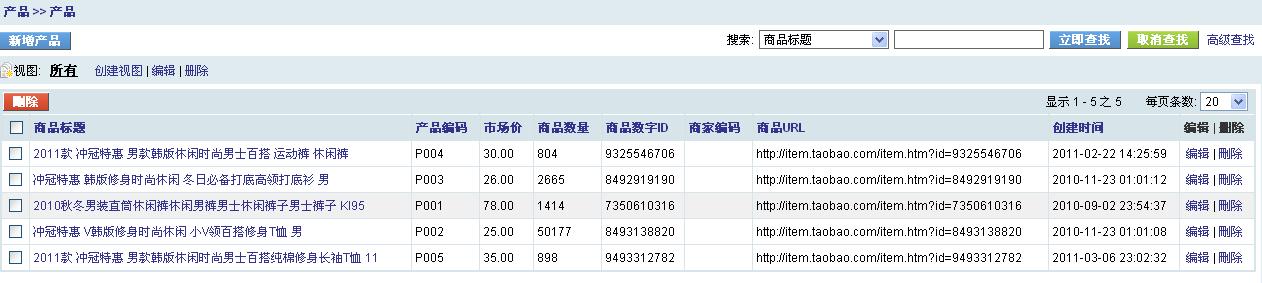 产品 >> 产品
新增产品 搜索: 商品标题 立即查找 取消查找 高级查找
视图: 所有 创建视图 | 编辑 | 删除
删除 显示 1 - 5 之 5 每页条数: 20
商品标题 产品编码 市场价 商品数量 商品数字ID 商家编码 商品URL 创建时间 编辑 | 删除
2011款 冲冠特惠 男款韩版休闲时尚男士百搭 运动裤 休闲裤 P004 30.00 804 9325546706 http://item.taobao.com/item.htm?id=9325546706 2011-02-22 14:25:59 编辑 | 删除
冲冠特惠 韩版修身时尚休闲 冬日必备打底高领打底衫 男 P003 26.00 2665 8492919190 http://item.taobao.com/item.htm?id=8492919190 2010-11-23 01:01:12 编辑 | 删除
2010秋冬男装直筒休闲裤休闲男裤男士休闲裤子男士裤子 KI95 P001 78.00 1414 7350610316 http://item.taobao.com/item.htm?id=7350610316 2010-09-02 23:54:37 编辑 | 删除
冲冠特惠 V韩版修身时尚休闲 小V领百搭修身T恤 男 P002 25.00 50177 8493138820 http://item.taobao.com/item.htm?id=8493138820 2010-11-23 01:01:08 编辑 | 删除
2011款 冲冠特惠 男款韩版休闲时尚男士百搭纯棉修身长袖T恤 11 P005 35.00 898 9493312782 http://item.taobao.com/item.htm?id=9493312782 2011-03-06 23:02:32 编辑 | 删除